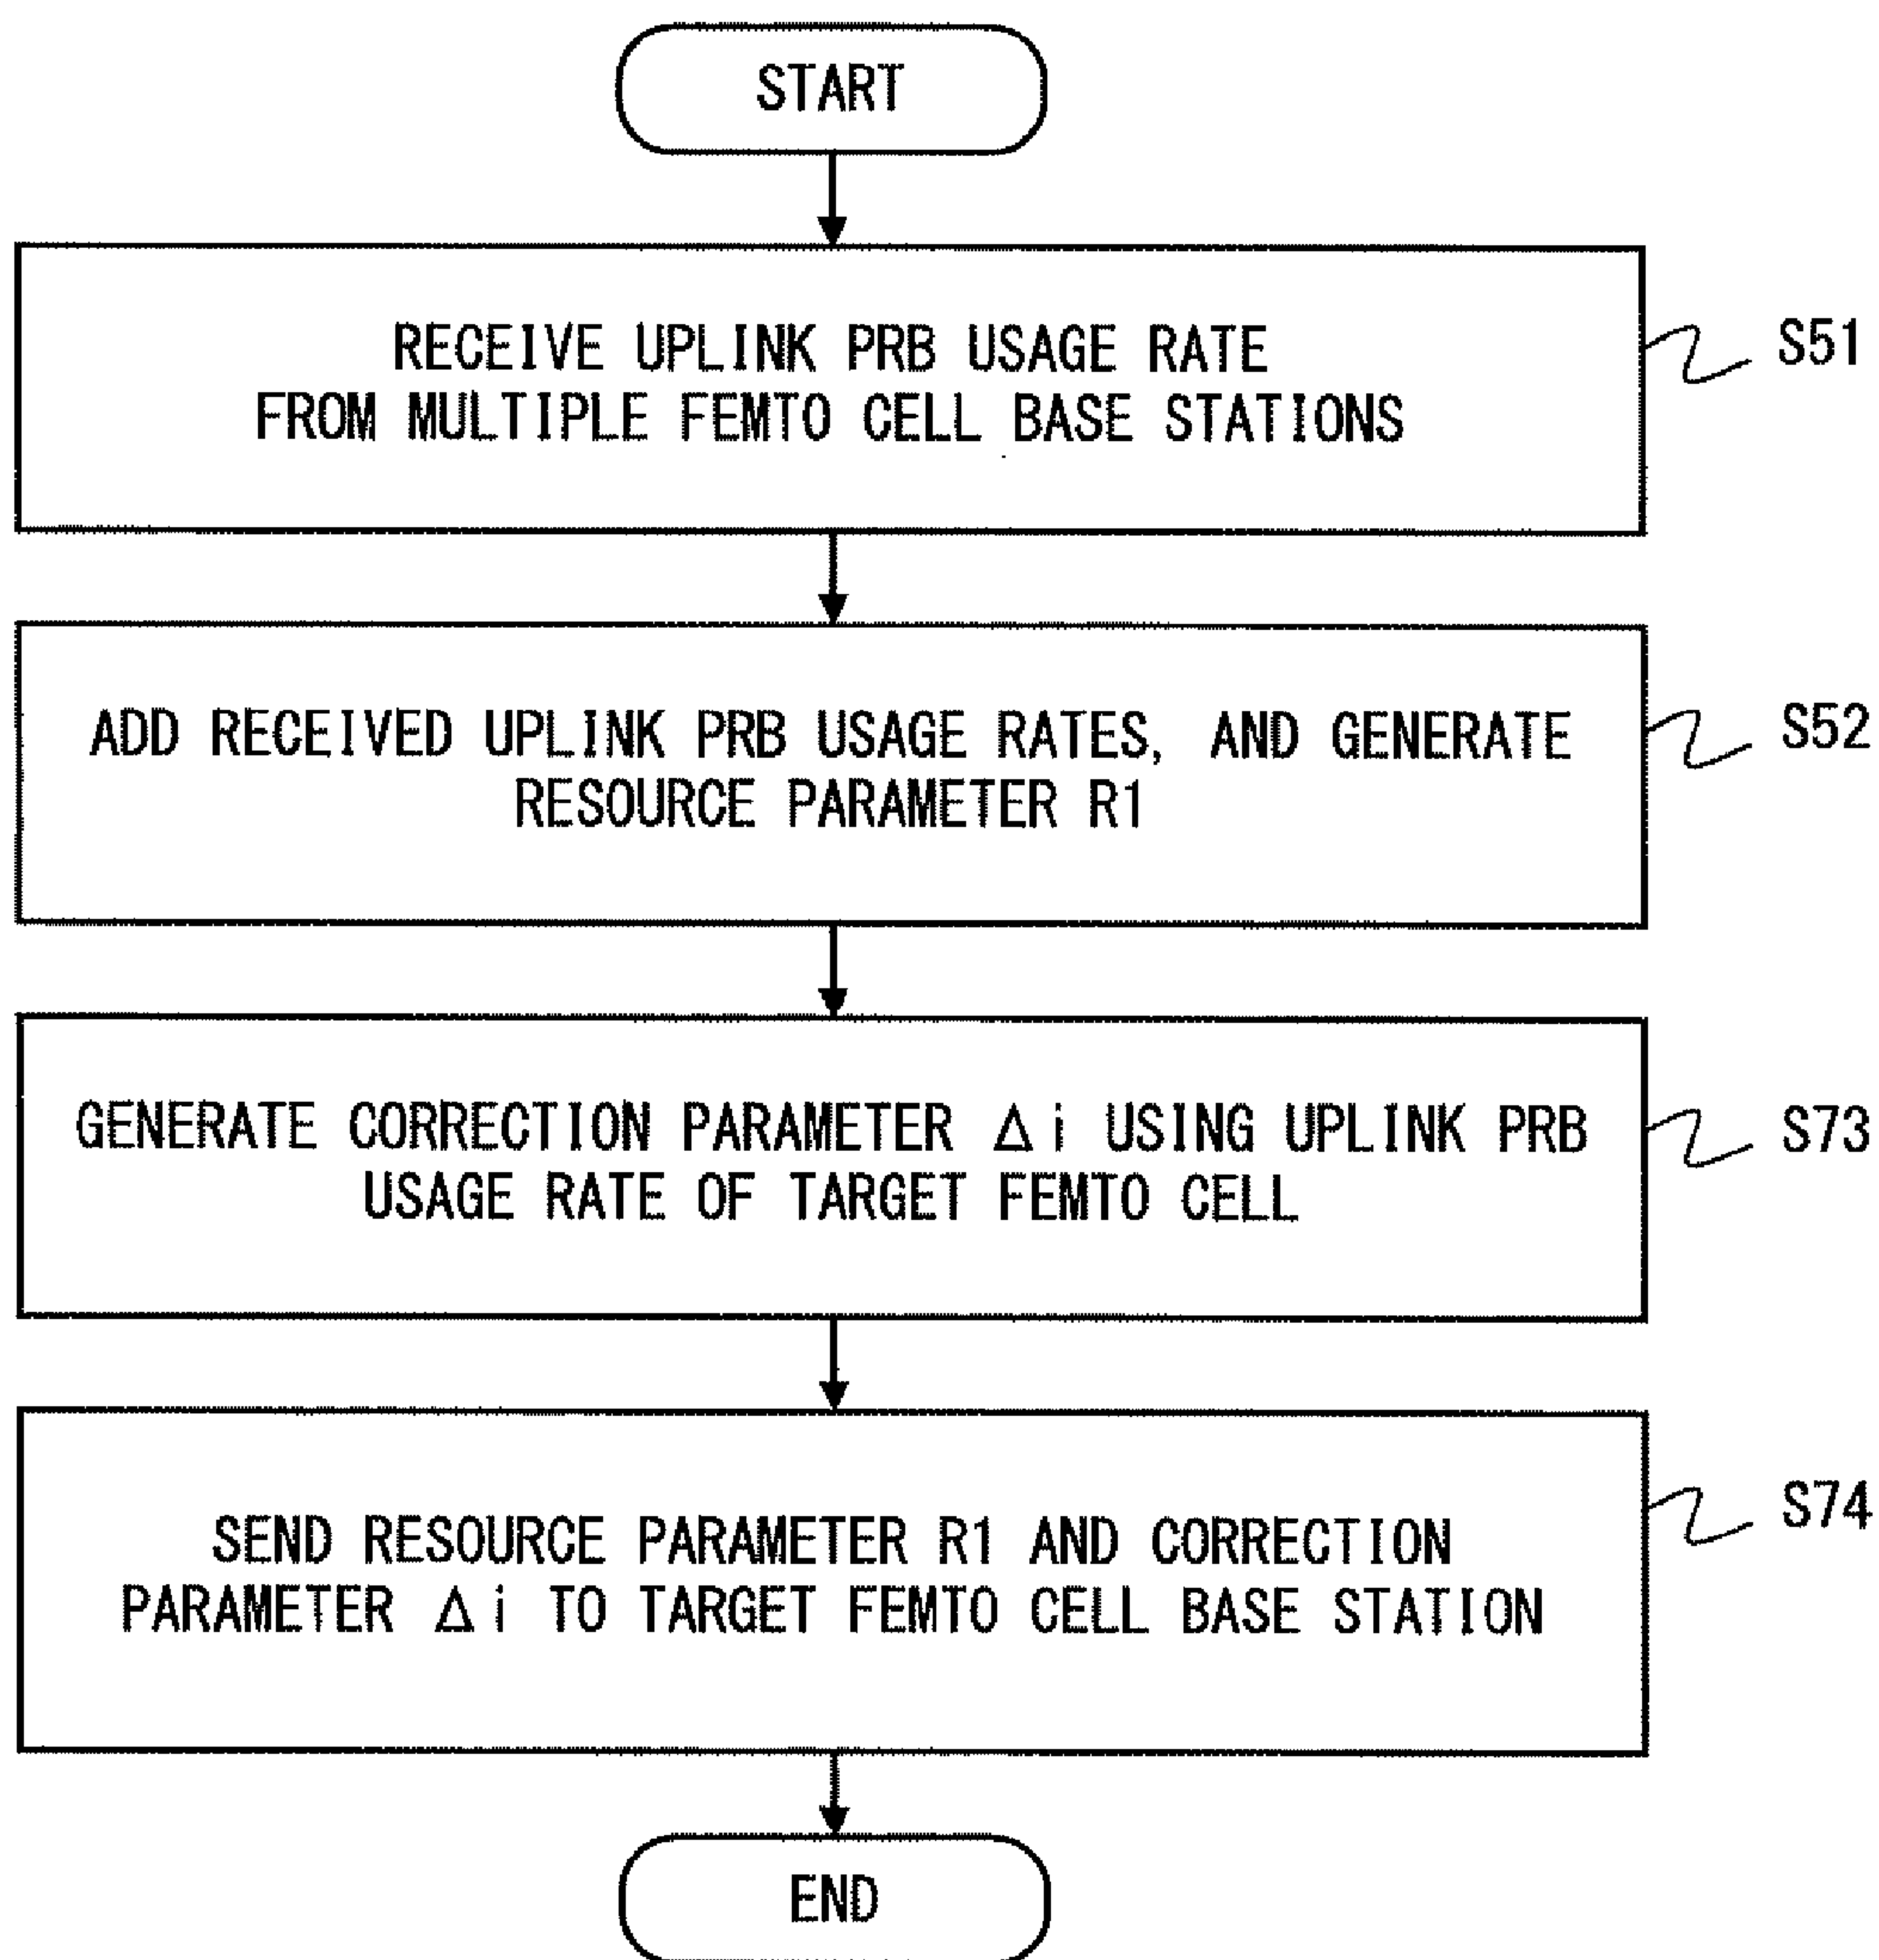 START
RECEIVE UPLINK PRB USAGE RATE
FROM MULTIPLE FEMTO CELL BASE STATIONS
S51
ADD RECEIVED UPLINK PRB USAGE RATES, AND GENERATE
RESOURCE PARAMETER R1
S52
GENERATE CORRECTION PARAMETER Δi USING UPLINK PRB
USAGE RATE OF TARGET FEMTO CELL
S73
SEND RESOURCE PARAMETER R1 AND CORRECTION
PARAMETER Δi TO TARGET FEMTO CELL BASE STATION
S74
END